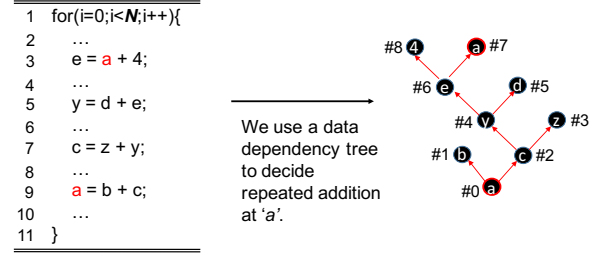 1 for(i=0;i<N;i++){
2 …
3 e = a + 4;
4 …
5 y = d + e;
6 …
7 c = z + y;
8 …
9 a = b + c;
10 …
11 }
We use a data
dependency tree
to decide
repeated addition
at ‘a’.
#8 4 a #7
#6 e d #5
#4 y z #3
#1 b c #2
#0 a